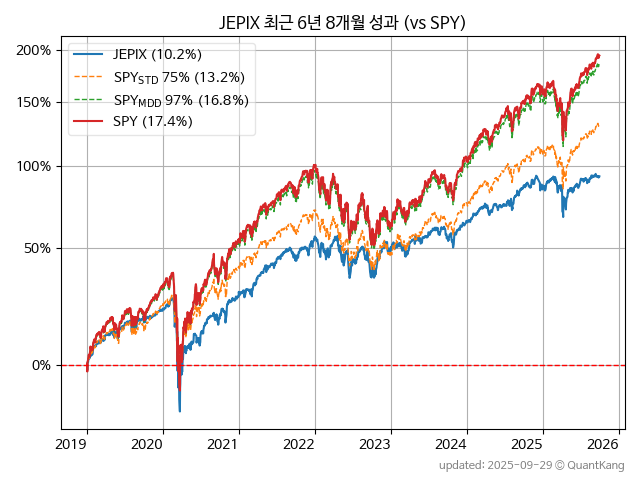 JEPIX 최근 6년 8개월 성과 (vs SPY)
JEPIX (10.2%)
SPY_STD 75% (13.2%)
SPY_MDD 97% (16.8%)
SPY (17.4%)
200%
150%
100%
50%
0%
2019 2020 2021 2022 2023 2024 2025 2026
updated: 2025-09-29 © QuantKang